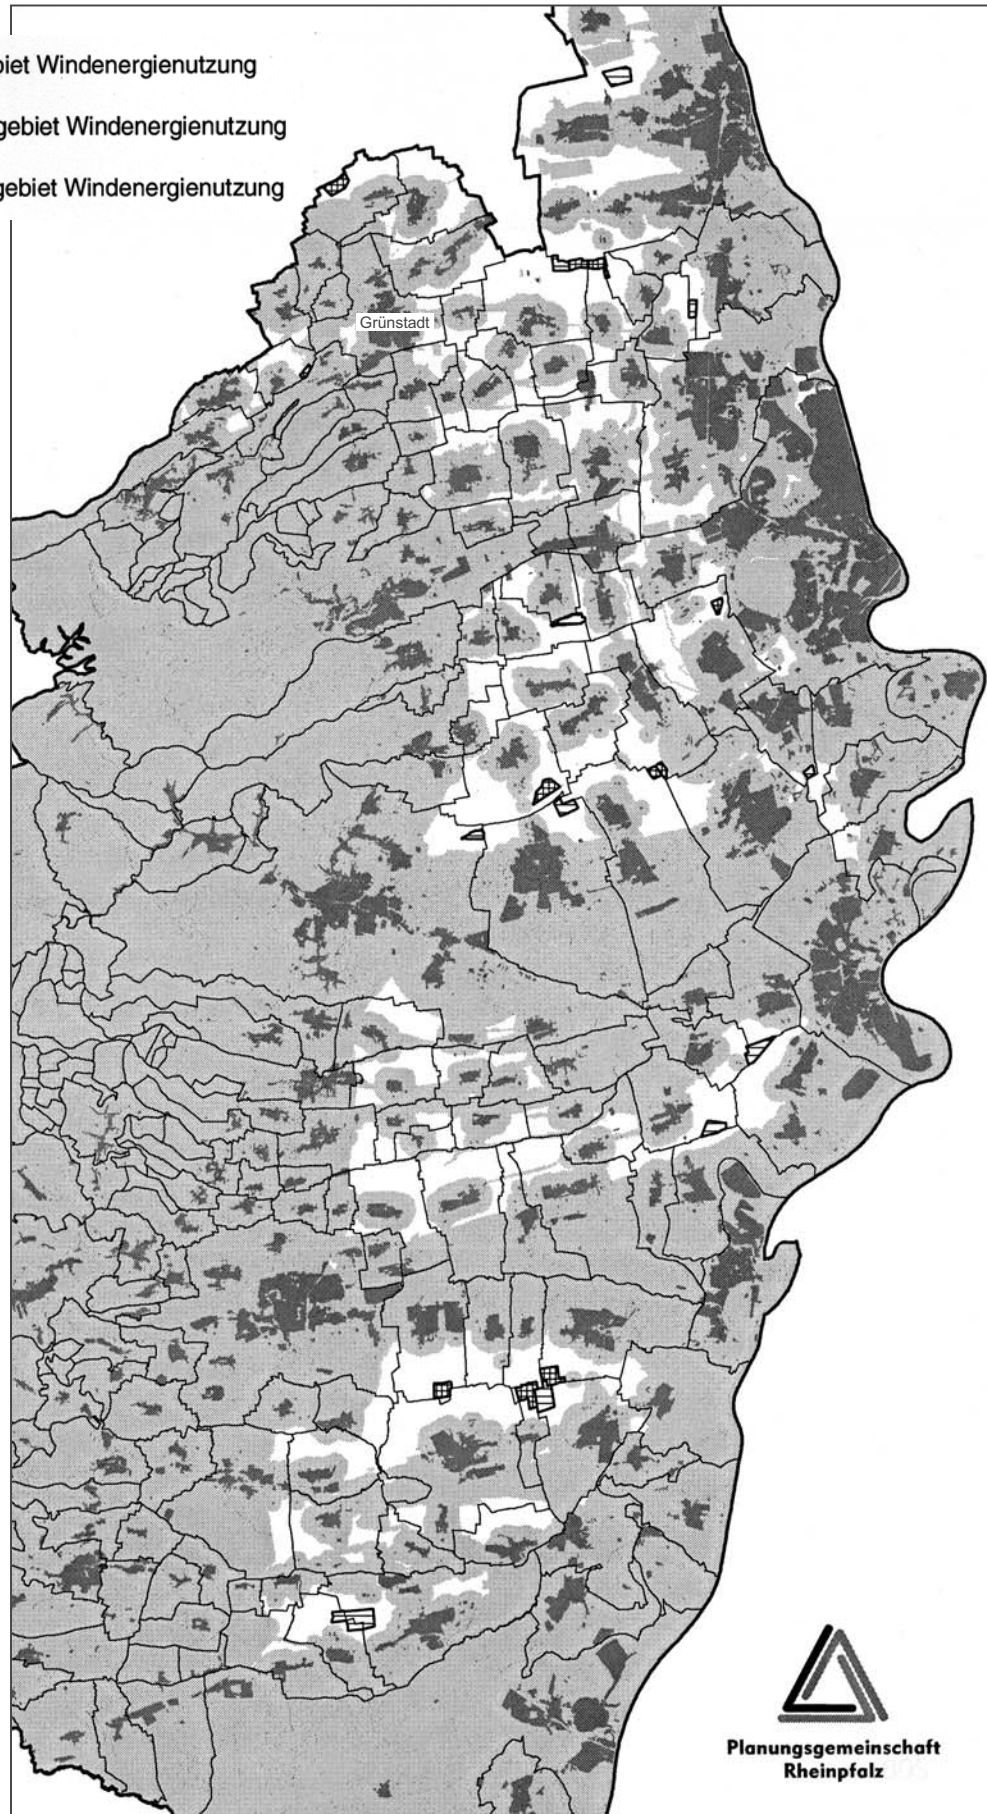 biet Windenergienutzung
gebiet Windenergienutzung
gebiet Windenergienutzung
Grünstadt
Planungsgemeinschaft
Rheinpfalz